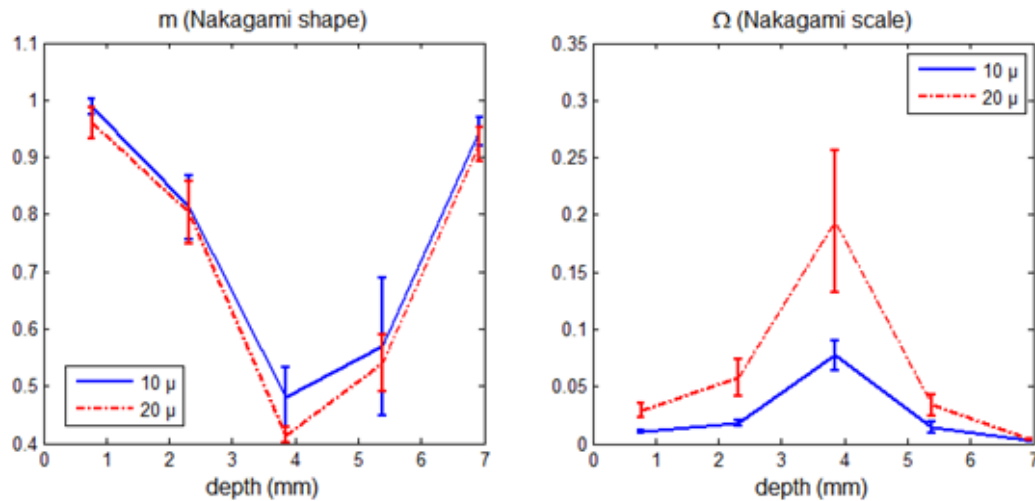 m (Nakagami shape)
1.1
1
0.9
0.8
0.7
0.6
0.5
0.4
10 μ
20 μ
0 1 2 3 4 5 6 7
depth (mm)
Ω (Nakagami scale)
0.35
0.3
0.25
0.2
0.15
0.1
0.05
0
10 μ
20 μ
0 1 2 3 4 5 6 7
depth (mm)